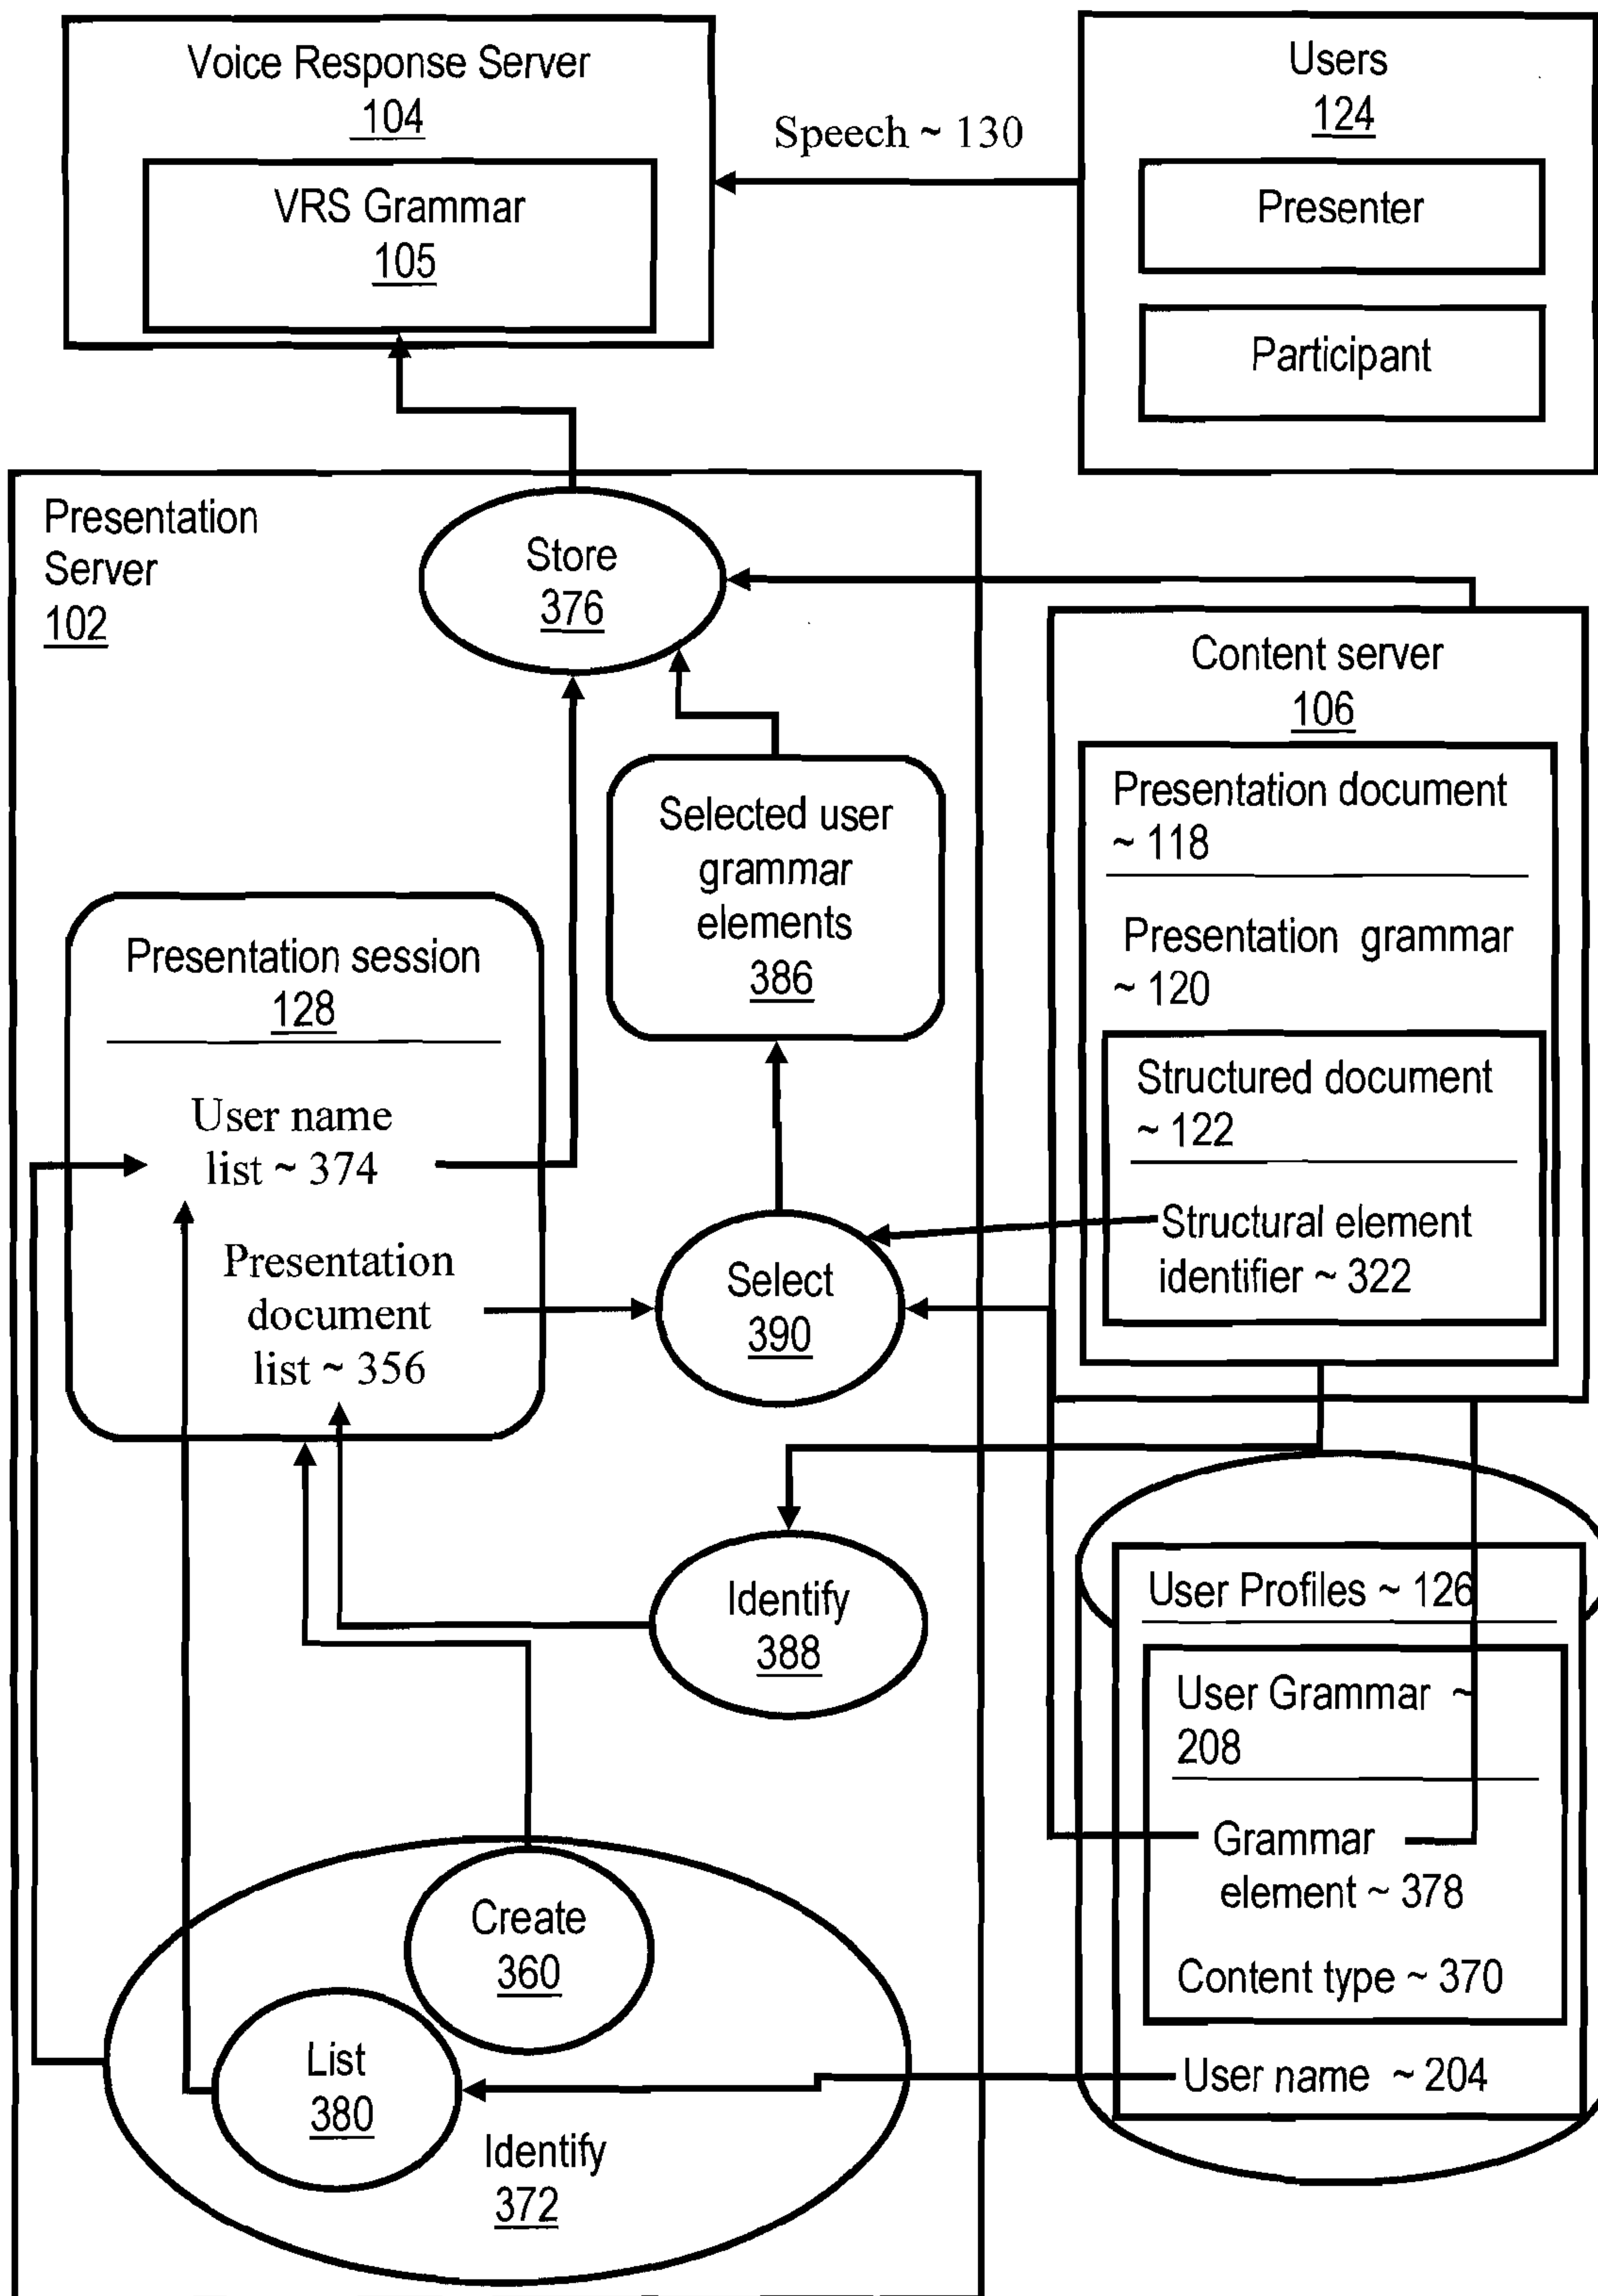 Voice Response Server
104
VRS Grammar
105
Speech ~ 130
Users
124
Presenter
Participant
Presentation
Server
102
Store
376
Selected user
grammar
elements
386
Presentation session
128
User name
list ~ 374
Presentation
document
list ~ 356
Select
390
Identify
388
Create
360
List
380
Identify
372
Content server
106
Presentation document
~ 118
Presentation grammar
~ 120
Structured document
~ 122
Structural element
identifier ~ 322
User Profiles ~ 126
User Grammar ~
208
Grammar
element ~ 378
Content type ~ 370
User name ~ 204